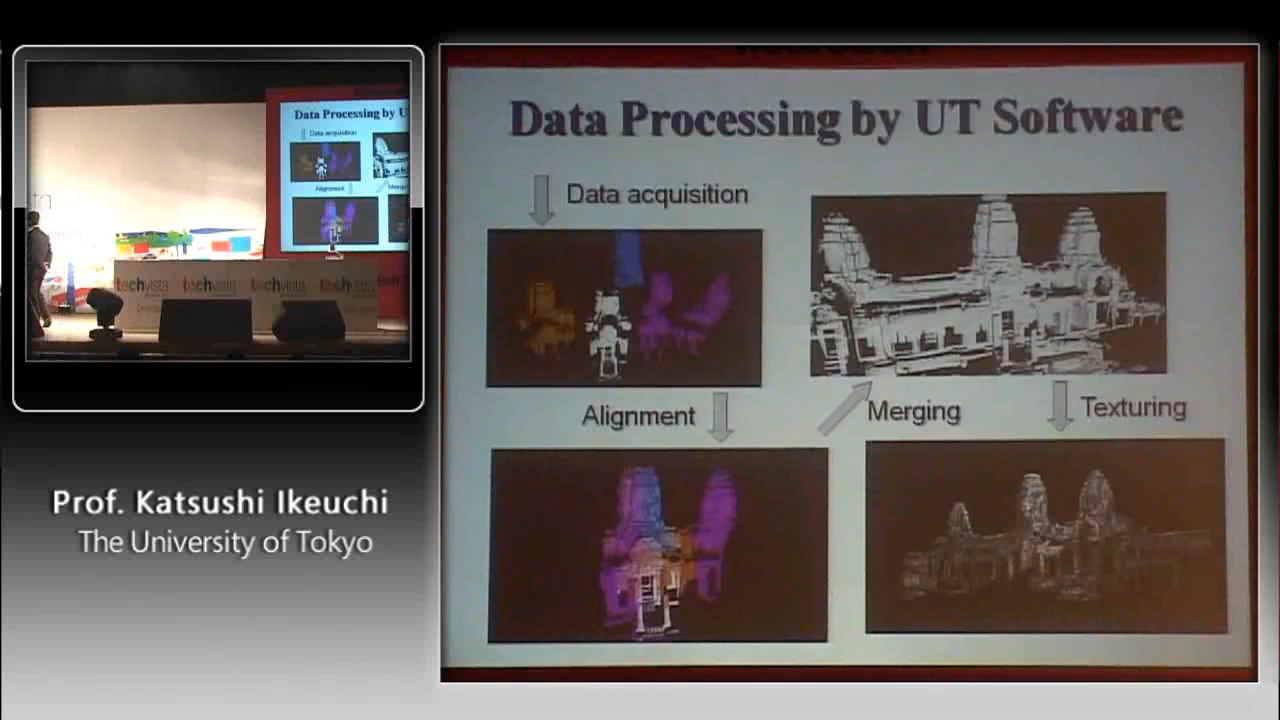 Data Processing by U
Data acquisition
Alignment
techvista
techvista
techvista
techvista
Prof. Katsushi Ikeuchi
The University of Tokyo
Data Processing by UT Software
Data acquisition
Alignment
Merging
Texturing